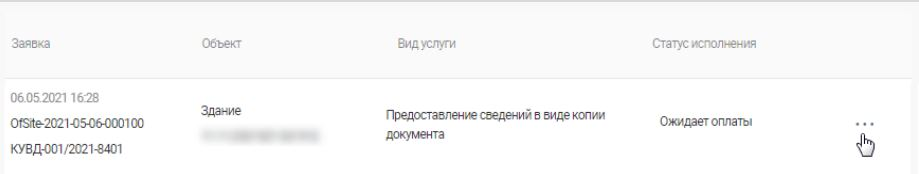 Заявка Объект Вид услуги Статус исполнения
06.05.2021 16:28
OfSite-2021-05-06-000100
КУВД-001/2021-8401
Здание
Предоставление сведений в виде копии
документа
Ожидает оплаты